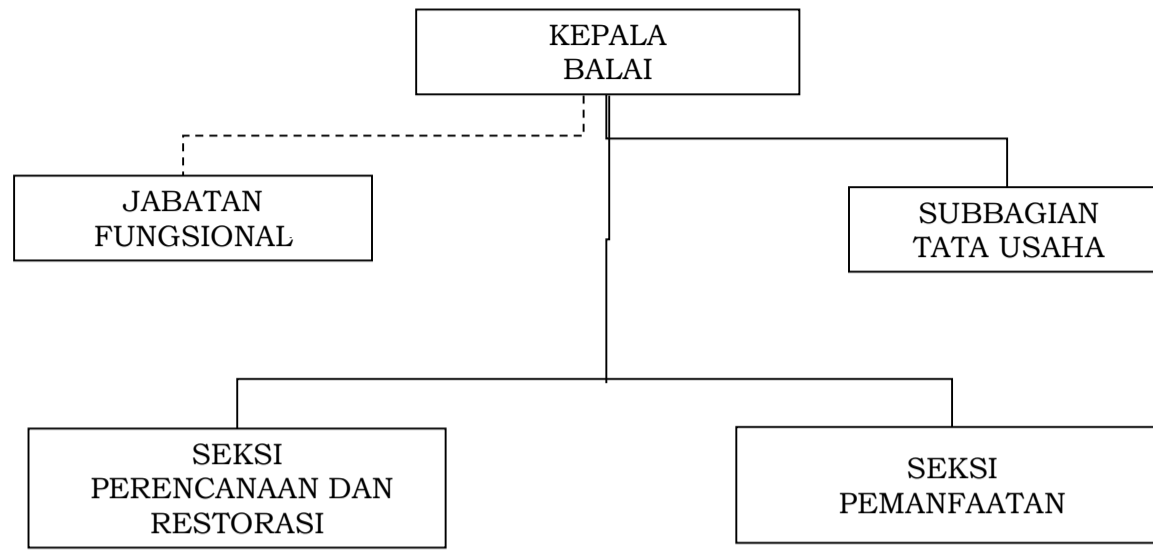 KEPALA
BALAI
JABATAN
FUNGSIONAL
SUBBAGIAN
TATA USAHA
SEKSI
PERENCANAAN DAN
RESTORASI
SEKSI
PEMANFAATAN